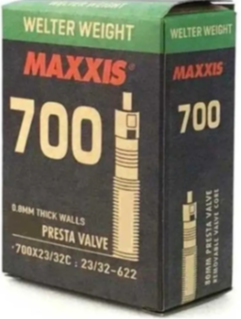 WELTER WEIGHT
MAXXIS®
700
0.8MM THICK WALLS
PRESTA VALVE
700X23/32C ; 23/32-622
WELTER WEIGHT
MAXXIS
700
80MM PRESTA VALVE
REMOVABLE VALVE CORE